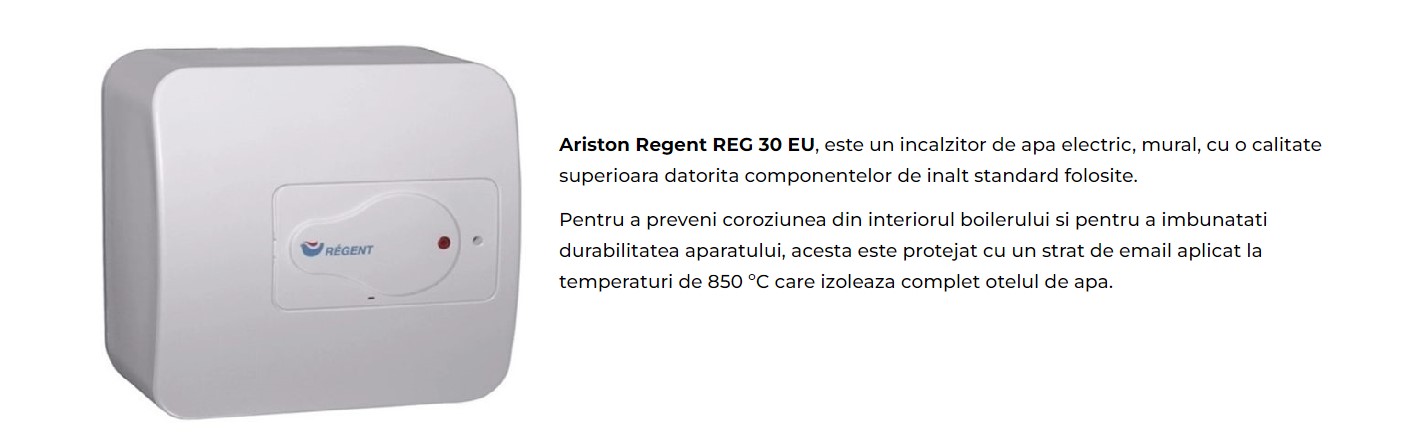 RÉGENT
Ariston Regent REG 30 EU, este un incalzitor de apa electric, mural, cu o calitate
superioara datorita componentelor de inalt standard folosite.
Pentru a preveni coroziunea din interiorul boilerului si pentru a imbunatati
durabilitatea aparatului, acesta este protejat cu un strat de email aplicat la
temperaturi de 850 °C care izoleaza complet otelul de apa.